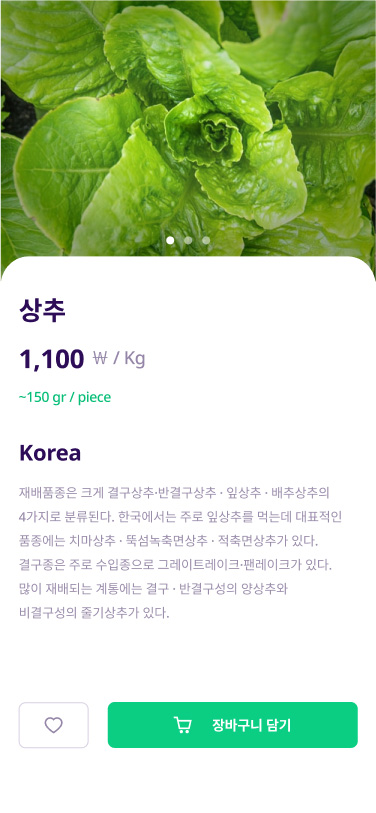 상추
1,100 ₩ / Kg
~150 gr / piece
Korea
재배품종은 크게 결구상추·반결구상추 · 잎상추 · 배추상추의
4가지로 분류된다. 한국에서는 주로 잎상추를 먹는데 대표적인
품종에는 치마상추 · 뚝섬녹축면상추 · 적축면상추가 있다.
결구종은 주로 수입종으로 그레이트레이크·팬레이크가 있다.
많이 재배되는 계통에는 결구 · 반결구성의 양상추와
비결구성의 줄기상추가 있다.
장바구니 담기